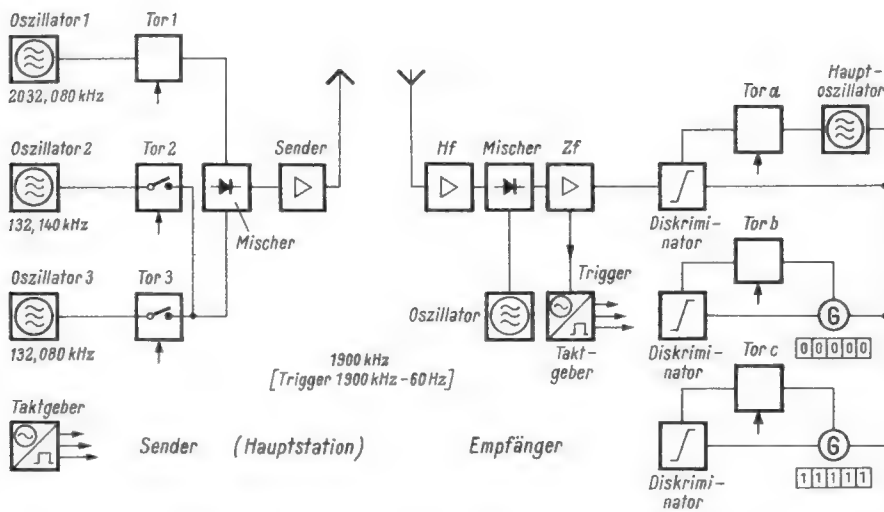 Oszillator 1
Tor 1
2032,080 kHz
Oszillator 2
Tor 2
132,140 kHz
Sender
Mischer
Oszillator 3
Tor 3
132,080 kHz
Taktgeber
Sender (Hauptstation)
1900 kHz
[Trigger 1900 kHz – 60 Hz]
Hf
Mischer
Zf
Oszillator
Trigger
Takt-
geber
Empfänger
Tor a
Haupt-
oszillator
Diskrimi-
nator
Tor b
G
00000
Diskrimi-
nator
Tor c
G
11111
Diskrimi-
nator